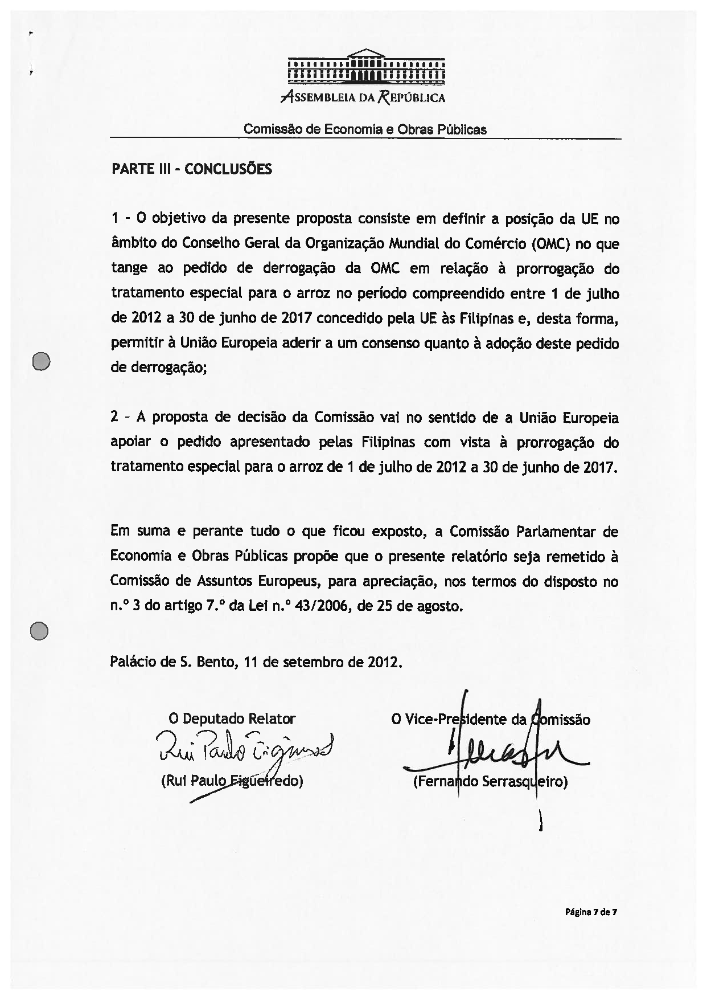 ASSEMBLEIA DA REPÚBLICA
Comissão de Economia e Obras Públicas
PARTE III - CONCLUSÕES
1 - O objetivo da presente proposta consiste em definir a posição da UE no
âmbito do Conselho Geral da Organização Mundial do Comércio (OMC) no que
tange ao pedido de derrogação da OMC em relação à prorrogação do
tratamento especial para o arroz no período compreendido entre 1 de julho
de 2012 a 30 de junho de 2017 concedido pela UE às Filipinas e, desta forma,
permitir à União Europeia aderir a um consenso quanto à adoção deste pedido
de derrogação;
2 - A proposta de decisão da Comissão vai no sentido de a União Europeia
apoiar o pedido apresentado pelas Filipinas com vista à prorrogação do
tratamento especial para o arroz de 1 de julho de 2012 a 30 de junho de 2017.
Em suma e perante tudo o que ficou exposto, a Comissão Parlamentar de
Economia e Obras Públicas propõe que o presente relatório seja remetido à
Comissão de Assuntos Europeus, para apreciação, nos termos do disposto no
n.º 3 do artigo 7.º da Lei n.º 43/2006, de 25 de agosto.
Palácio de S. Bento, 11 de setembro de 2012.
O Deputado Relator O Vice-Presidente da Comissão
Rui Paulo Figueiredo
(Rui Paulo Figueiredo) (Fernando Serrasqueiro)
Página 7 de 7